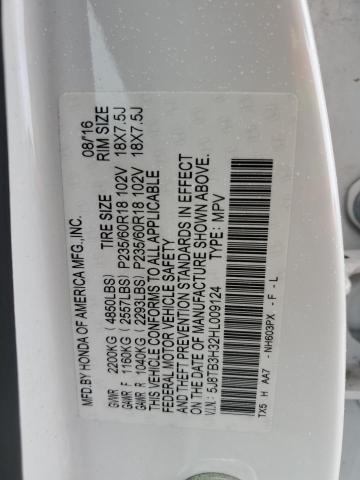 MFD.BY HONDA OF AMERICA MFG.,INC. 08/16
TIRE SIZE RIM SIZE
GVWR 2200KG (4850LBS)
GAWR F 1160KG (2557LBS) P235/60R18 102V 18X7.5J
GAWR R 1040KG (2293LBS) P235/60R18 102V 18X7.5J
THIS VEHICLE CONFORMS TO ALL APPLICABLE
FEDERAL MOTOR VEHICLE SAFETY
AND THEFT PREVENTION STANDARDS IN EFFECT
ON THE DATE OF MANUFACTURE SHOWN ABOVE.
V.I.N.: 5J8TB3H32HL009124 TYPE: MPV
TX5 H AA7 - NH603PX - F - L